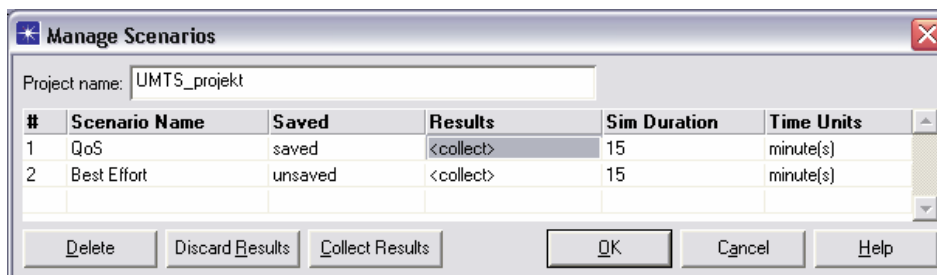 Manage Scenarios
Project name: UMTS_projekt
# Scenario Name Saved Results Sim Duration Time Units
1 QoS saved <collect> 15 minute(s)
2 Best Effort unsaved <collect> 15 minute(s)
Delete Discard Results Collect Results OK Cancel Help